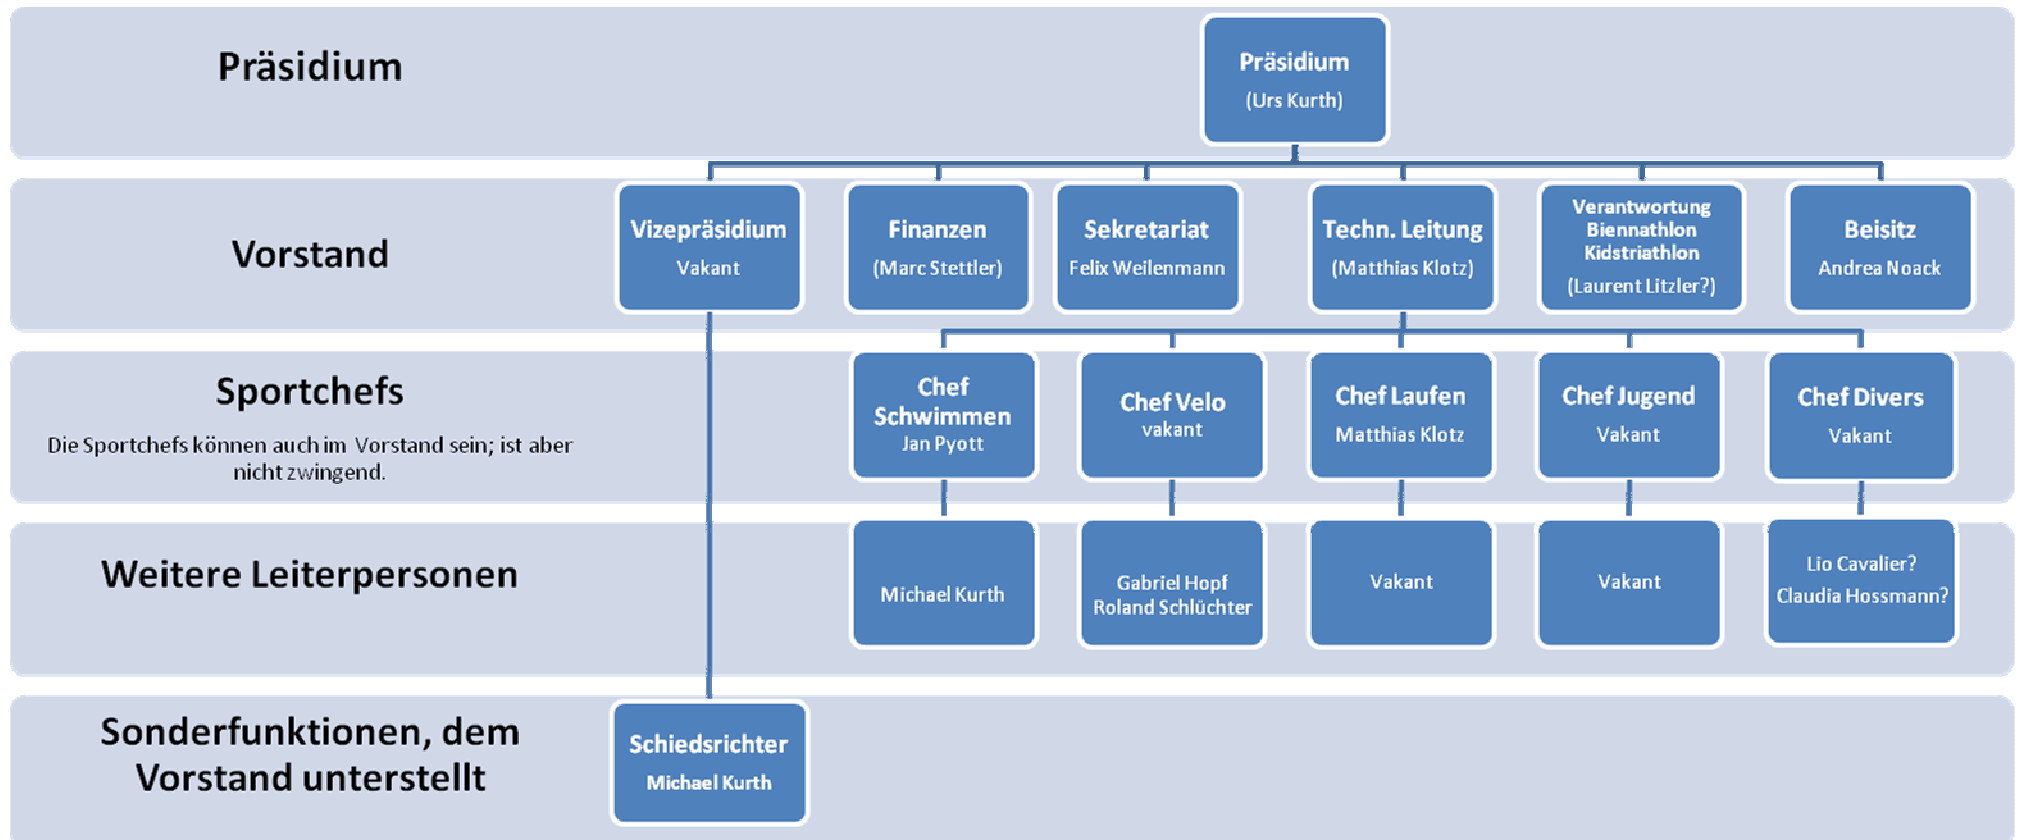 Präsidium
Präsidium
(Urs Kurth)
Vorstand
Vizepräsidium
Vakant
Finanzen
(Marc Stettler)
Sekretariat
Felix Weilenmann
Techn. Leitung
(Matthias Klotz)
Verantwortung
Biennathlon
Kidstriathlon
(Laurent Litzler?)
Beisitz
Andrea Noack
Sportchefs
Die Sportchefs können auch im Vorstand sein; ist aber
nicht zwingend.
Chef
Schwimmen
Jan Pyott
Chef Velo
vakant
Chef Laufen
Matthias Klotz
Chef Jugend
Vakant
Chef Divers
Vakant
Weitere Leiterpersonen
Michael Kurth
Gabriel Hopf
Roland Schlüchter
Vakant
Vakant
Lio Cavalier?
Claudia Hossmann?
Sonderfunktionen, dem
Vorstand unterstellt
Schiedsrichter
Michael Kurth